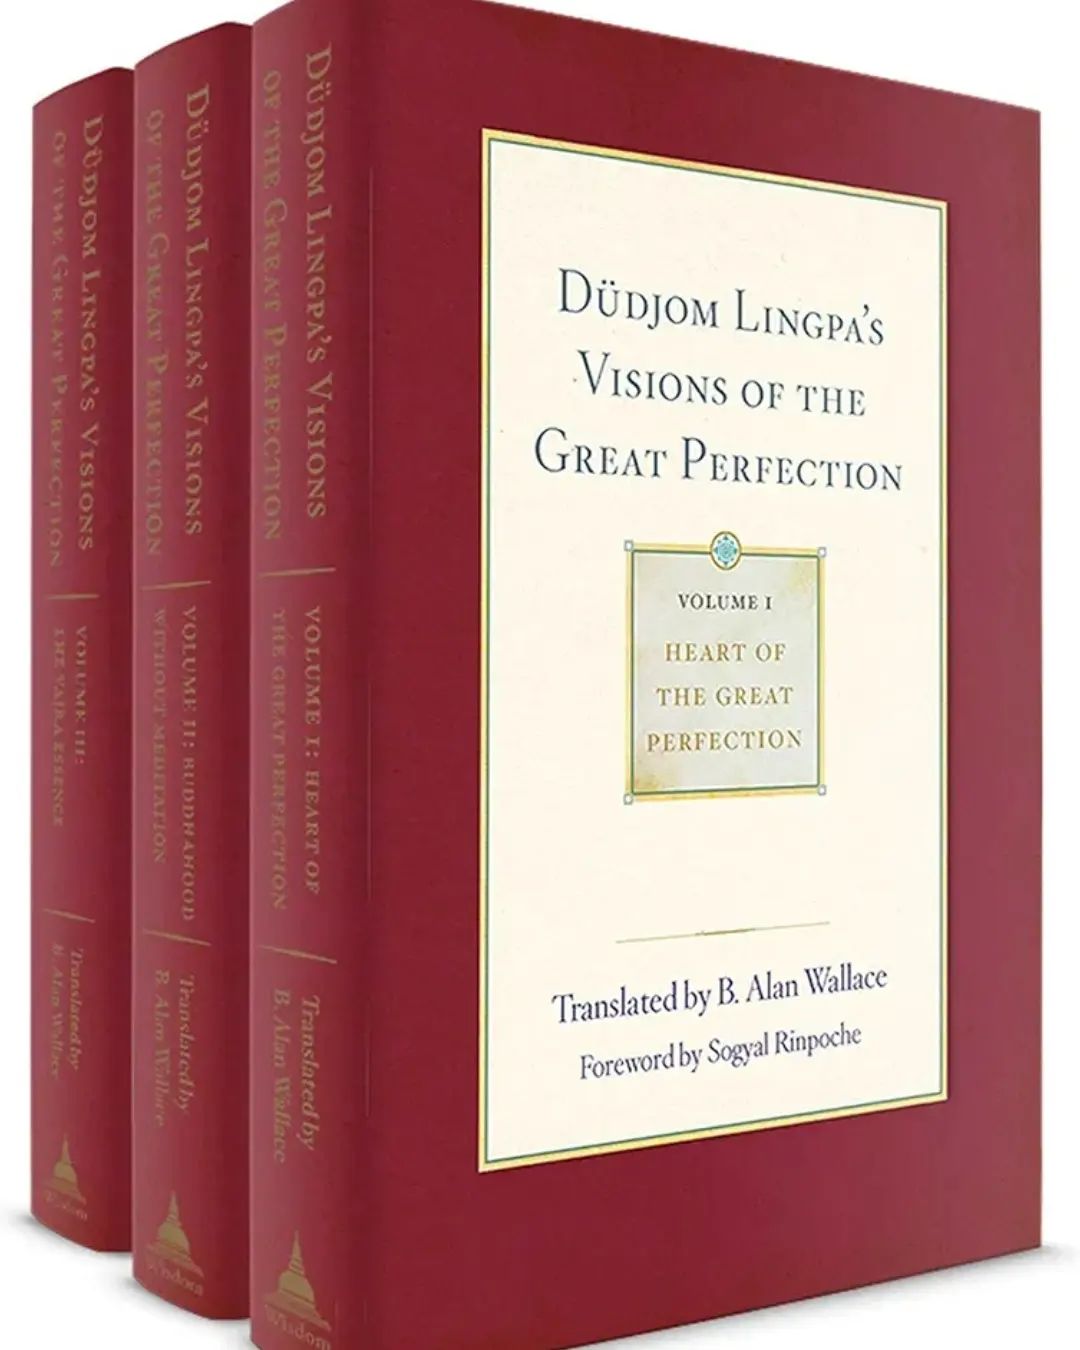 DÜDJOM LINGPA'S VISIONS
OF THE GREAT PERFECTION
VOLUME III:
THE VAJRA ESSENCE
Translated by
B. Alan Wallace
Wisdom
DÜDJOM LINGPA'S VISIONS
OF THE GREAT PERFECTION
VOLUME II: BUDDHAHOOD
WITHOUT MEDITATION
Translated by
B. Alan Wallace
Wisdom
DÜDJOM LINGPA'S VISIONS
OF THE GREAT PERFECTION
VOLUME I: HEART OF
THE GREAT PERFECTION
Translated by
B. Alan Wallace
Wisdom
DÜDJOM LINGPA'S
VISIONS OF THE
GREAT PERFECTION
VOLUME I
HEART OF
THE GREAT
PERFECTION
Translated by B. Alan Wallace
Foreword by Sogyal Rinpoche